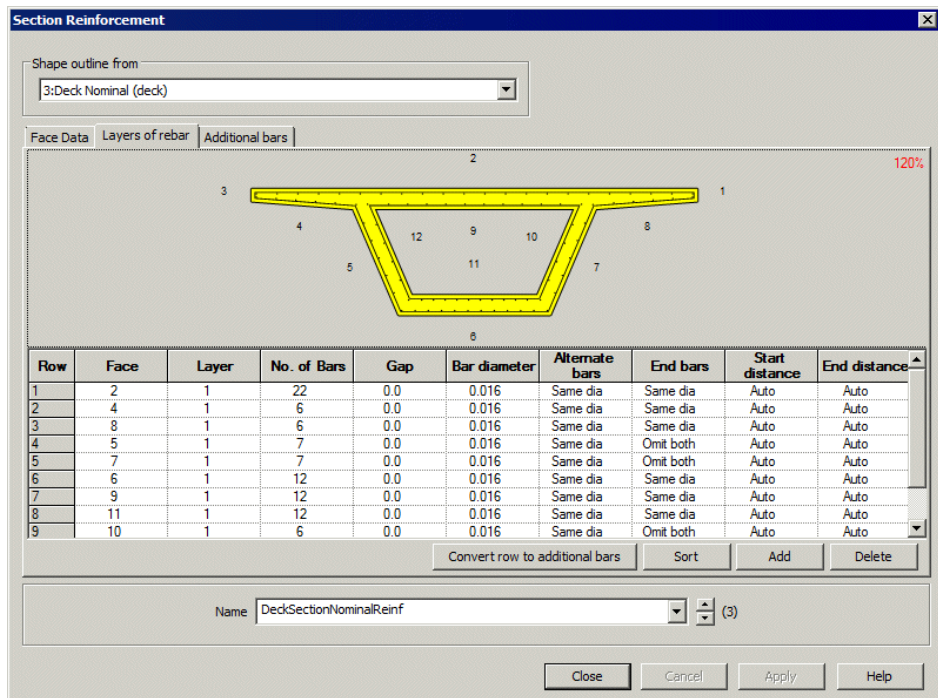 Section Reinforcement
Shape outline from
3:Deck Nominal (deck)
Face Data Layers of rebar Additional bars
2
120%
3 1
4 12 9 10 8
5 11 7
6
Row Face Layer No. of Bars Gap Bar diameter Alternate bars End bars Start distance End distance
1 2 1 22 0.0 0.016 Same dia Same dia Auto Auto
2 4 1 6 0.0 0.016 Same dia Same dia Auto Auto
3 8 1 6 0.0 0.016 Same dia Same dia Auto Auto
4 5 1 7 0.0 0.016 Same dia Omit both Auto Auto
5 7 1 7 0.0 0.016 Same dia Omit both Auto Auto
6 6 1 12 0.0 0.016 Same dia Same dia Auto Auto
7 9 1 12 0.0 0.016 Same dia Same dia Auto Auto
8 11 1 12 0.0 0.016 Same dia Same dia Auto Auto
9 10 1 6 0.0 0.016 Same dia Omit both Auto Auto
Convert row to additional bars Sort Add Delete
Name DeckSectionNominalReinf (3)
Close Cancel Apply Help